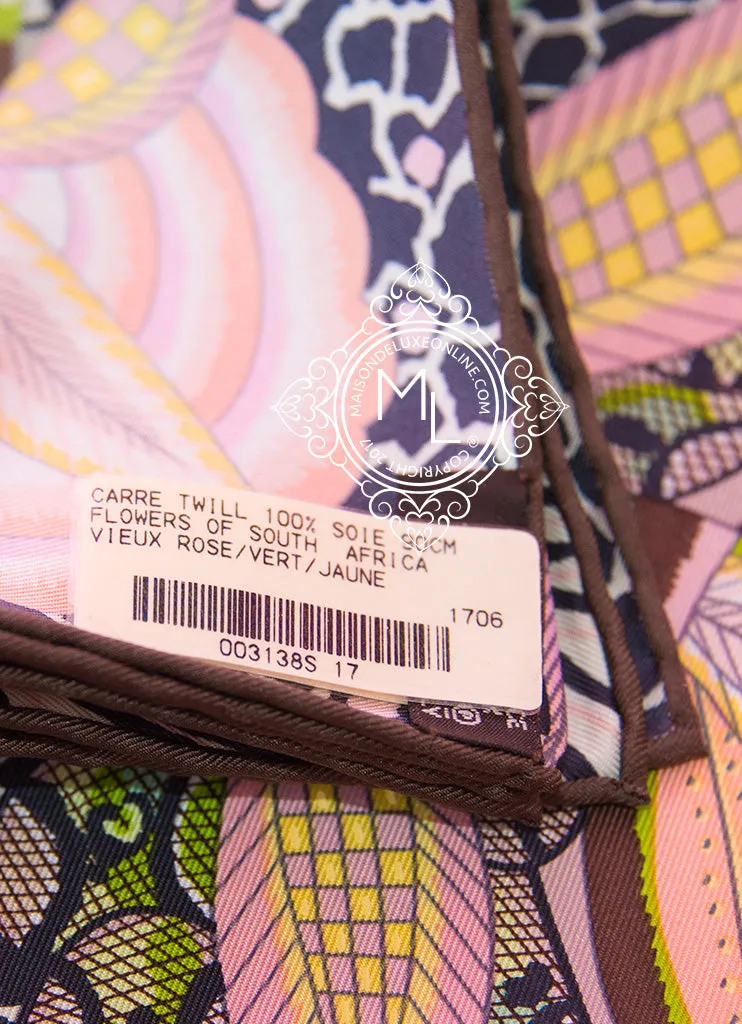 MAISONDELUXEONLINE.COM
ML
@ COPYRIGHT 2017
CARRE TWILL 100% SOIE 90CM
FLOWERS OF SOUTH AFRICA
VIEUX ROSE/VERT/JAUNE
1706
003138S 17